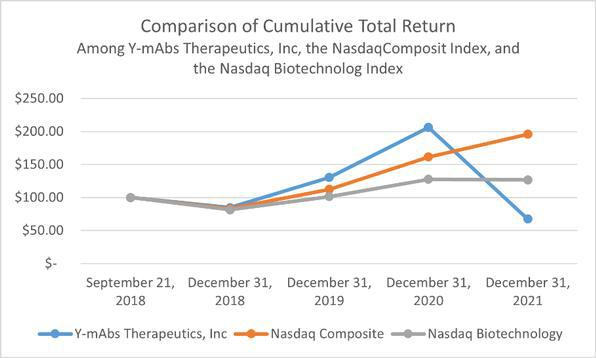 Comparison of Cumulative Total Return
Among Y-mAbs Therapeutics, Inc, the NasdaqComposit Index, and
the Nasdaq Biotechnolog Index
$250.00
$200.00
$150.00
$100.00
$50.00
$-
September 21, December 31, December 31, December 31, December 31,
2018 2018 2019 2020 2021
Y-mAbs Therapeutics, Inc Nasdaq Composite Nasdaq Biotechnology